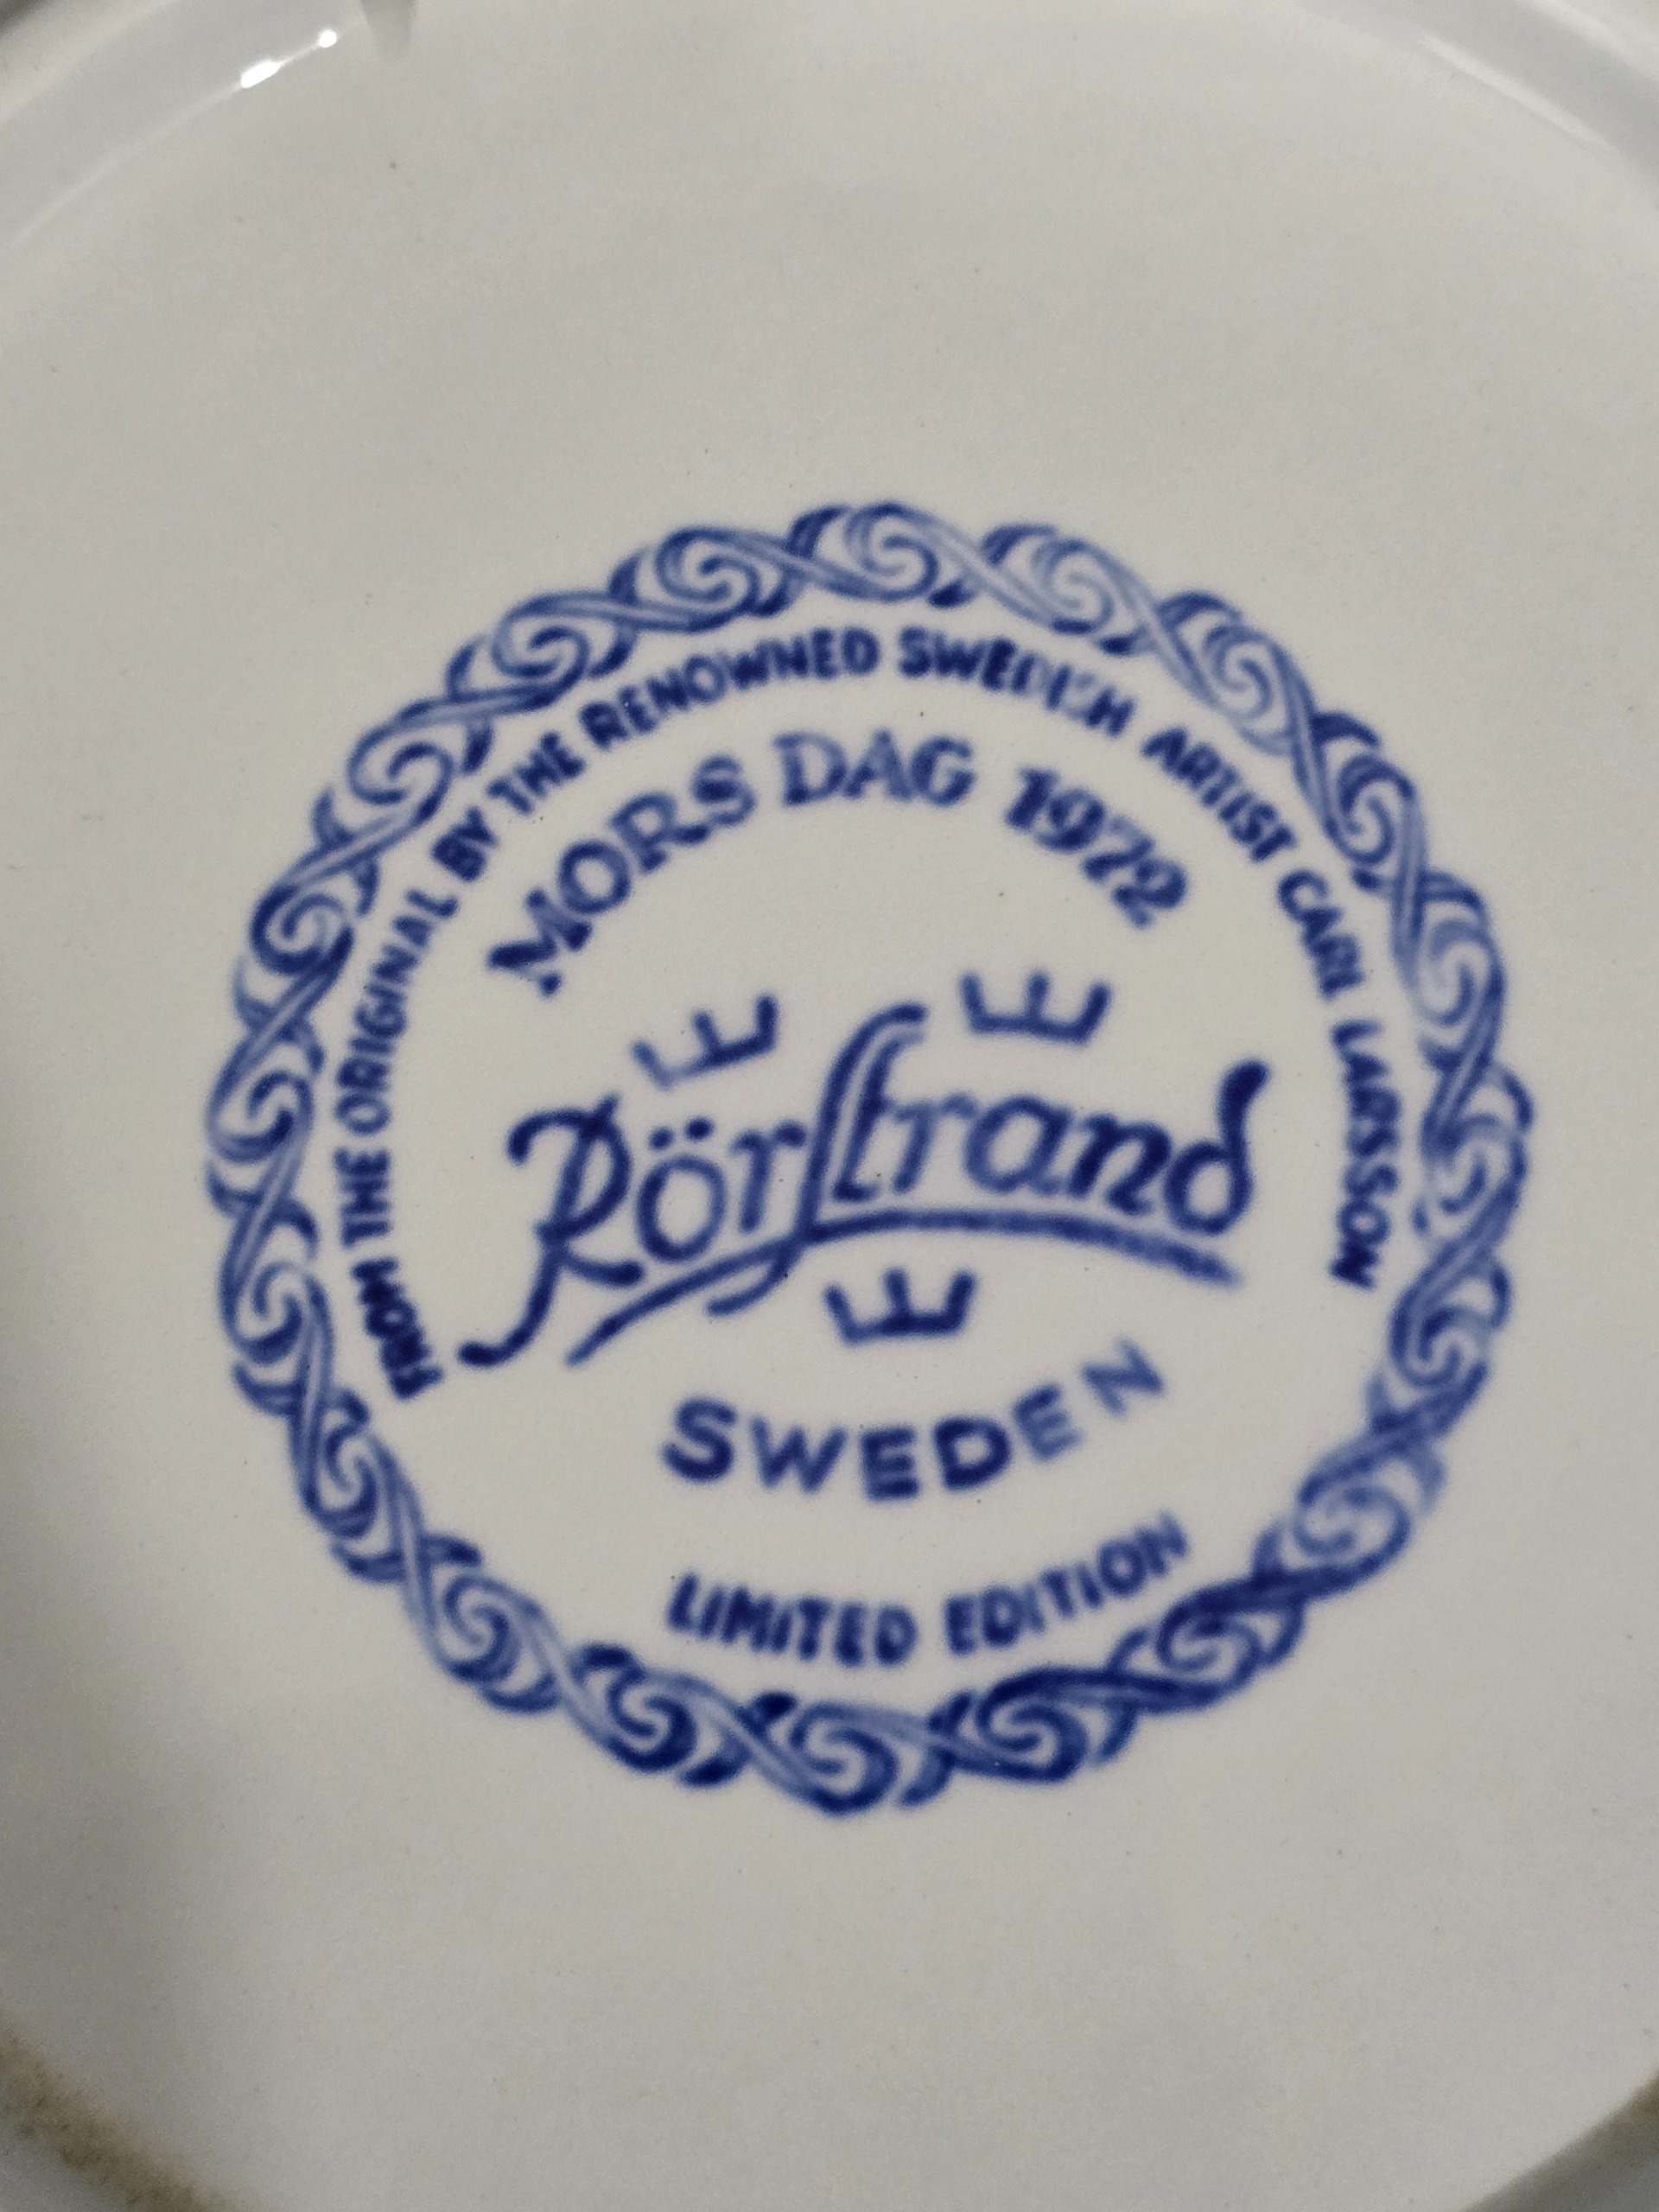 FROM THE ORIGINAL BY THE RENOWNED SWEDISH ARTIST CARL LARSSON
MORS DAG 1972
Rörstrand
SWEDEN
LIMITED EDITION